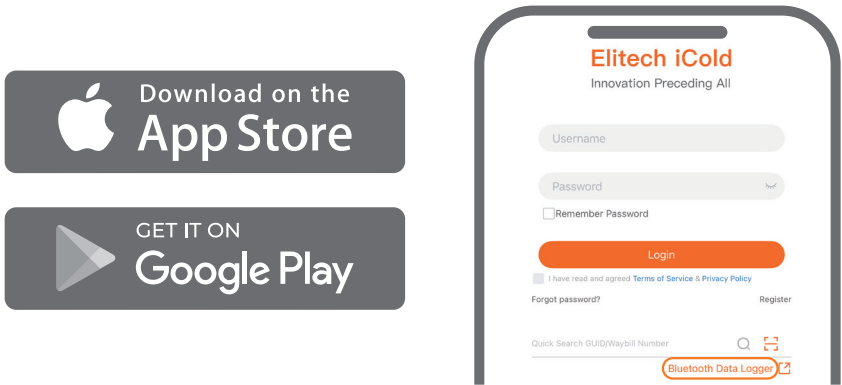 Download on the
App Store
GET IT ON
Google Play
Elitech iCold
Innovation Preceding All
Username
Password
Remember Password
Login
I have read and agreed Terms of Service & Privacy Policy
Forgot password? Register
Quick Search GUID/Waybill Number
Bluetooth Data Logger